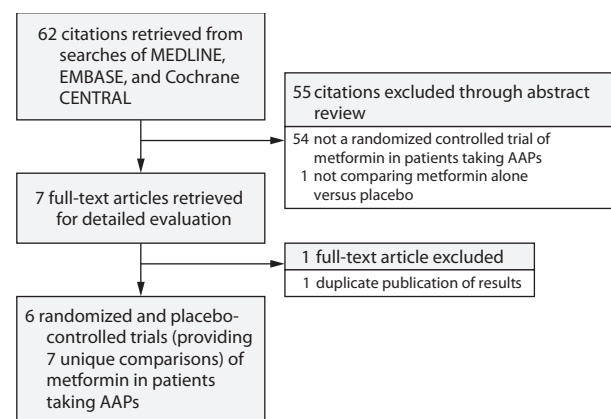 62 citations retrieved from
searches of MEDLINE,
EMBASE, and Cochrane
CENTRAL
55 citations excluded through abstract
review
54 not a randomized controlled trial of
metformin in patients taking AAPs
1 not comparing metformin alone
versus placebo
7 full-text articles retrieved
for detailed evaluation
1 full-text article excluded
1 duplicate publication of results
6 randomized and placebo-
controlled trials (providing
7 unique comparisons) of
metformin in patients
taking AAPs